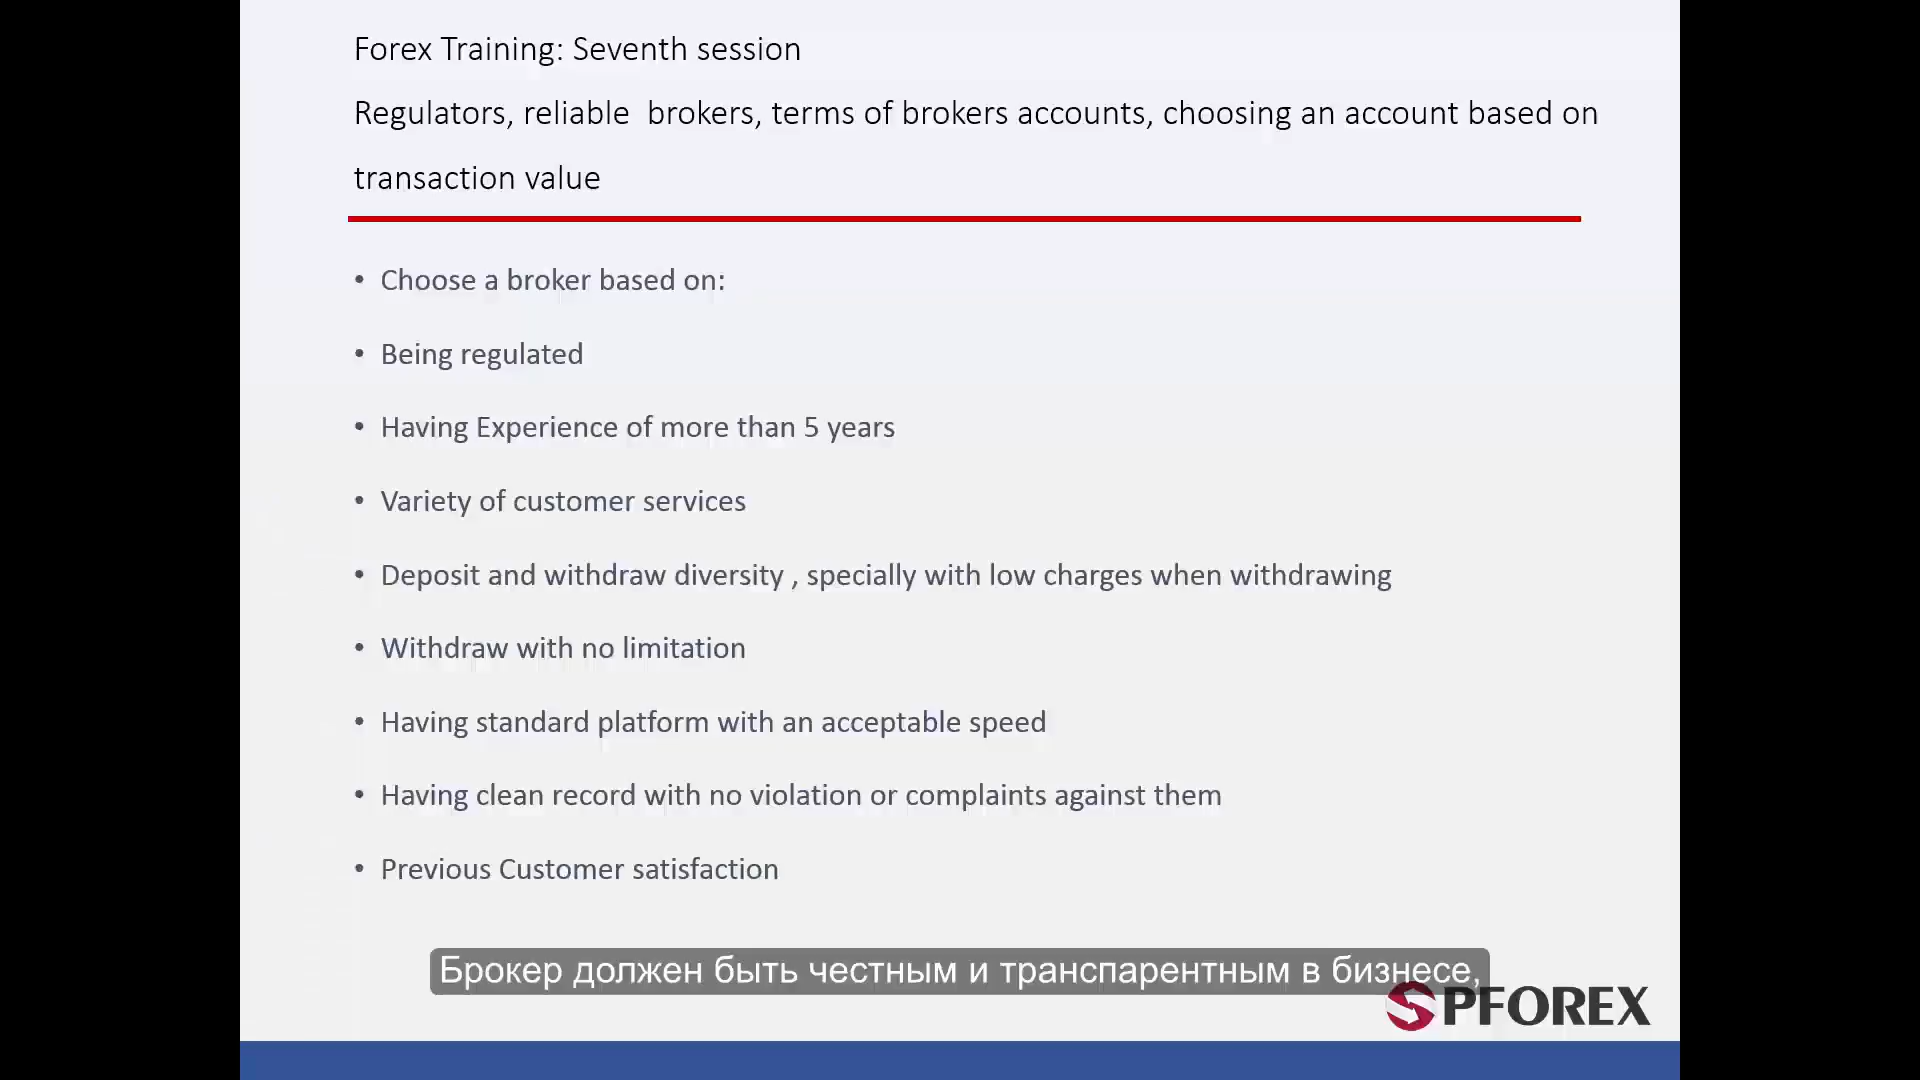 Forex Training: Seventh session
Regulators, reliable brokers, terms of brokers accounts, choosing an account based on
transaction value
• Choose a broker based on:
• Being regulated
• Having Experience of more than 5 years
• Variety of customer services
• Deposit and withdraw diversity , specially with low charges when withdrawing
• Withdraw with no limitation
• Having standard platform with an acceptable speed
• Having clean record with no violation or complaints against them
• Previous Customer satisfaction
Брокер должен быть честным и транспарентным в бизнесе,
SPFOREX